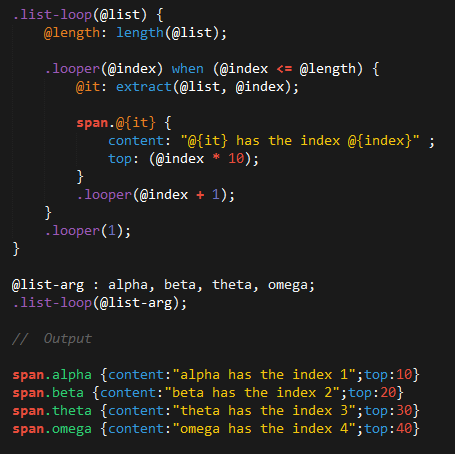 .list-loop(@list) {
@length: length(@list);
.looper(@index) when (@index <= @length) {
@it: extract(@list, @index);
span.@{it} {
content: "@{it} has the index @{index}" ;
top: (@index * 10);
}
.looper(@index + 1);
}
.looper(1);
}
@list-arg : alpha, beta, theta, omega;
.list-loop(@list-arg);
// Output
span.alpha {content:"alpha has the index 1";top:10}
span.beta {content:"beta has the index 2";top:20}
span.theta {content:"theta has the index 3";top:30}
span.omega {content:"omega has the index 4";top:40}